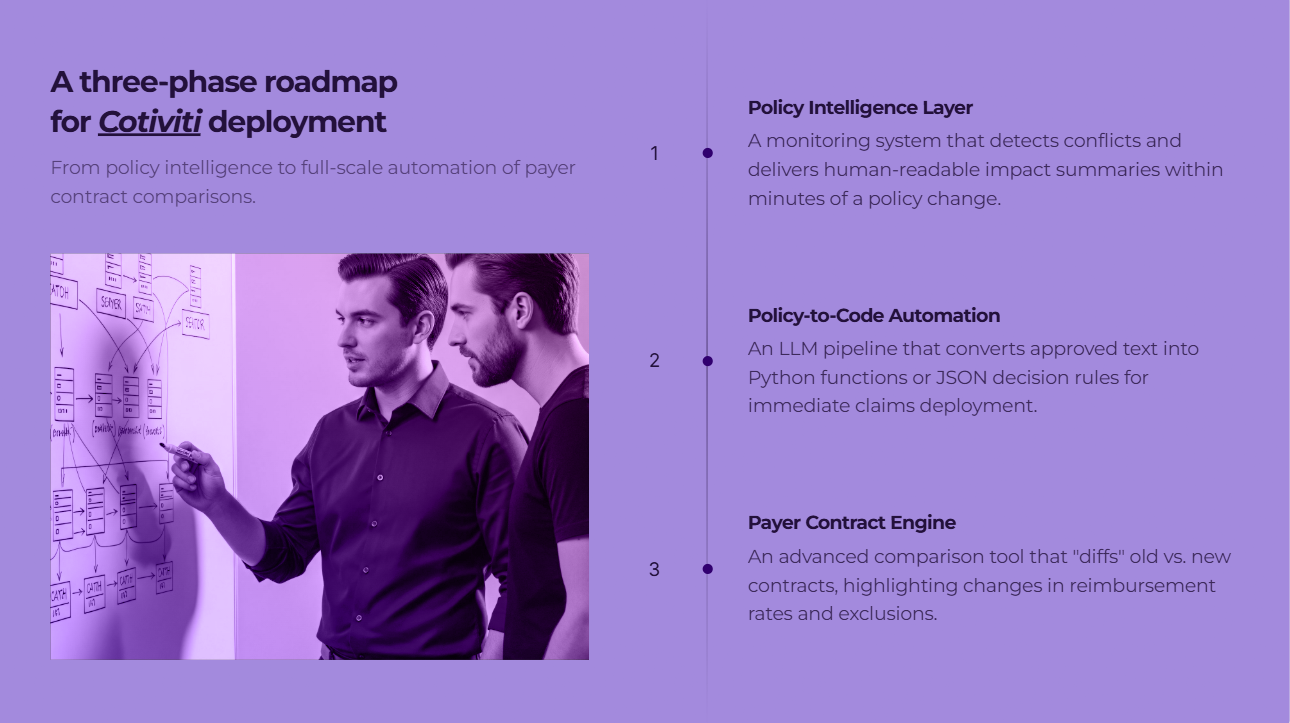 A three-phase roadmap
for Cotiviti deployment
From policy intelligence to full-scale automation of payer
contract comparisons.
SERVER
1
Policy Intelligence Layer
A monitoring system that detects conflicts and
delivers human-readable impact summaries within
minutes of a policy change.
2
Policy-to-Code Automation
An LLM pipeline that converts approved text into
Python functions or JSON decision rules for
immediate claims deployment.
3
Payer Contract Engine
An advanced comparison tool that "diffs" old vs. new
contracts, highlighting changes in reimbursement
rates and exclusions.